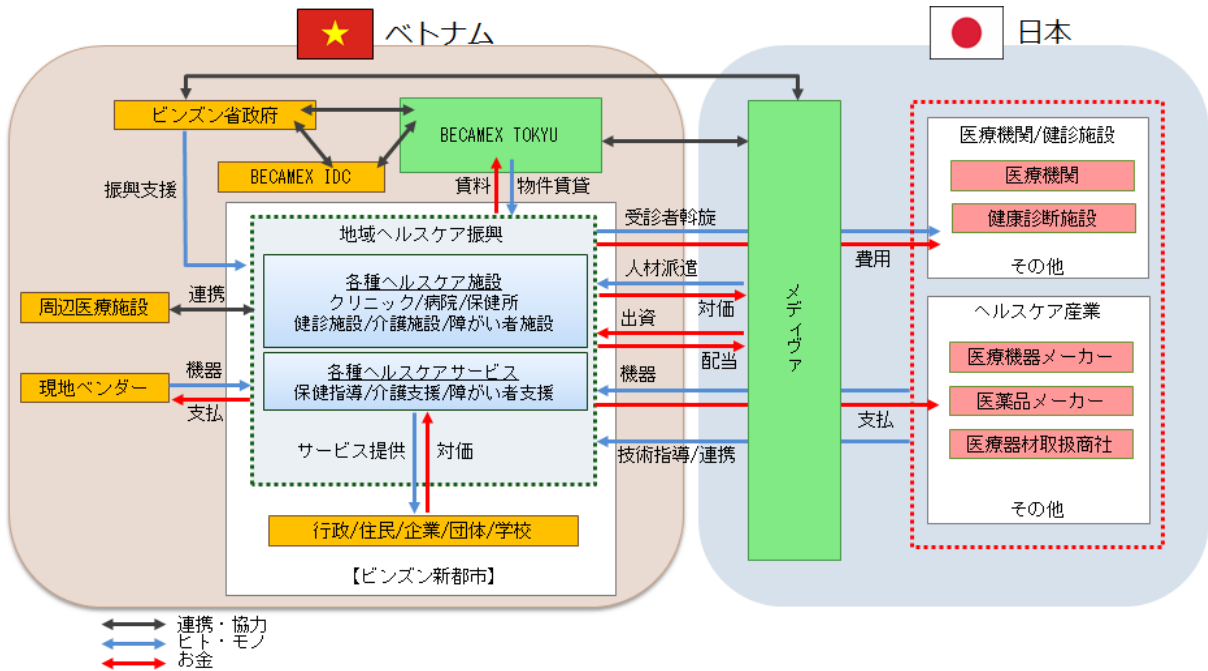 ベトナム
日本
ビンズン省政府
BECAMEX TOKYU
BECAMEX IDC
振興支援
賃料
物件賃貸
地域ヘルスケア振興
各種ヘルスケア施設
クリニック/病院/保健所
健診施設/介護施設/障がい者施設
各種ヘルスケアサービス
保健指導/介護支援/障がい者支援
周辺医療施設
連携
現地ベンダー
機器
支払
サービス提供
対価
行政/住民/企業/団体/学校
【ビンズン新都市】
受診者斡旋
人材派遣
対価
出資
配当
機器
技術指導/連携
メディヴァ
費用
支払
医療機関/健診施設
医療機関
健康診断施設
その他
ヘルスケア産業
医療機器メーカー
医薬品メーカー
医療器材取扱商社
その他
連携・協力
ヒト・モノ
お金